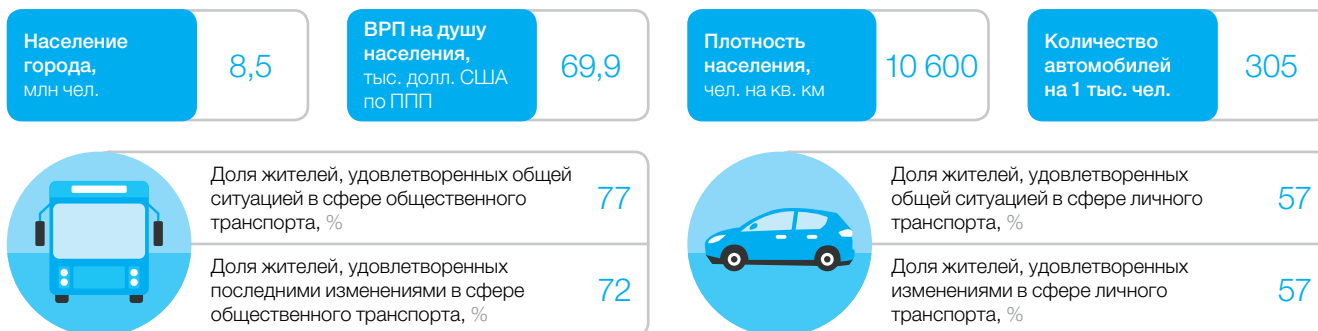 Население
города,
млн чел.
8,5
ВРП на душу
населения,
тыс. долл. США
по ППП
69,9
Плотность
населения,
чел. на кв. км
10 600
Количество
автомобилей
на 1 тыс. чел.
305
Доля жителей, удовлетворенных общей
ситуацией в сфере общественного
транспорта, %
77
Доля жителей, удовлетворенных
последними изменениями в сфере
общественного транспорта, %
72
Доля жителей, удовлетворенных
общей ситуацией в сфере личного
транспорта, %
57
Доля жителей, удовлетворенных
изменениями в сфере личного
транспорта, %
57